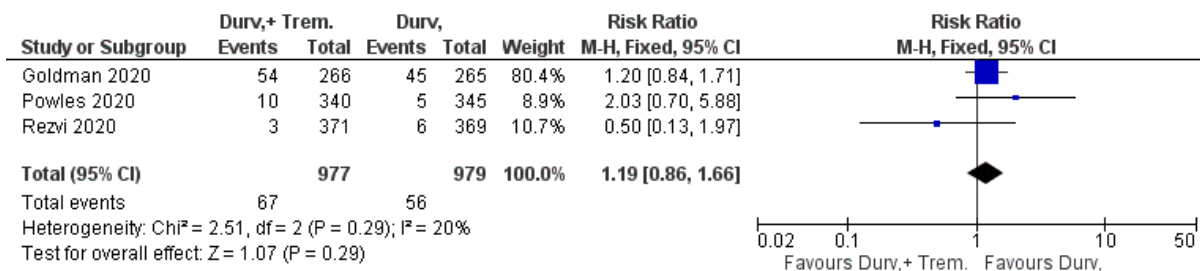 Durv,+ Trem. Durv, Risk Ratio Risk Ratio
Study or Subgroup Events Total Events Total Weight M-H, Fixed, 95% CI M-H, Fixed, 95% CI
Goldman 2020 54 266 45 265 80.4% 1.20 [0.84, 1.71]
Powles 2020 10 340 5 345 8.9% 2.03 [0.70, 5.88]
Rezvi 2020 3 371 6 369 10.7% 0.50 [0.13, 1.97]
Total (95% CI) 977 979 100.0% 1.19 [0.86, 1.66]
Total events 67 56
Heterogeneity: Chi² = 2.51, df = 2 (P = 0.29); I² = 20%
Test for overall effect: Z = 1.07 (P = 0.29)
0.02 0.1 1 10 50
Favours Durv,+ Trem. Favours Durv,